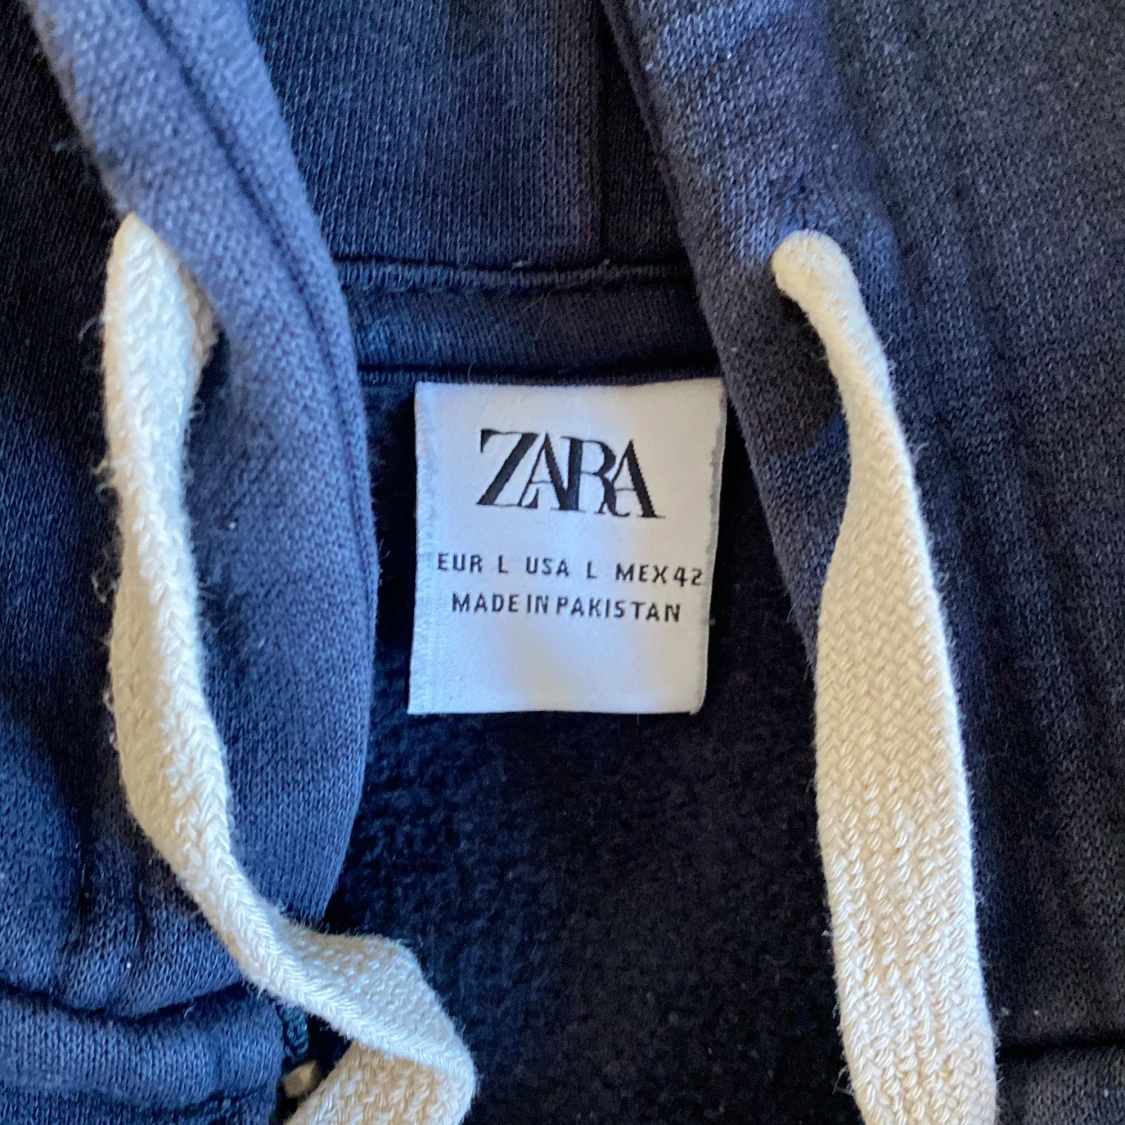 ZARA
EUR L USA L MEX 42
MADE IN PAKISTAN